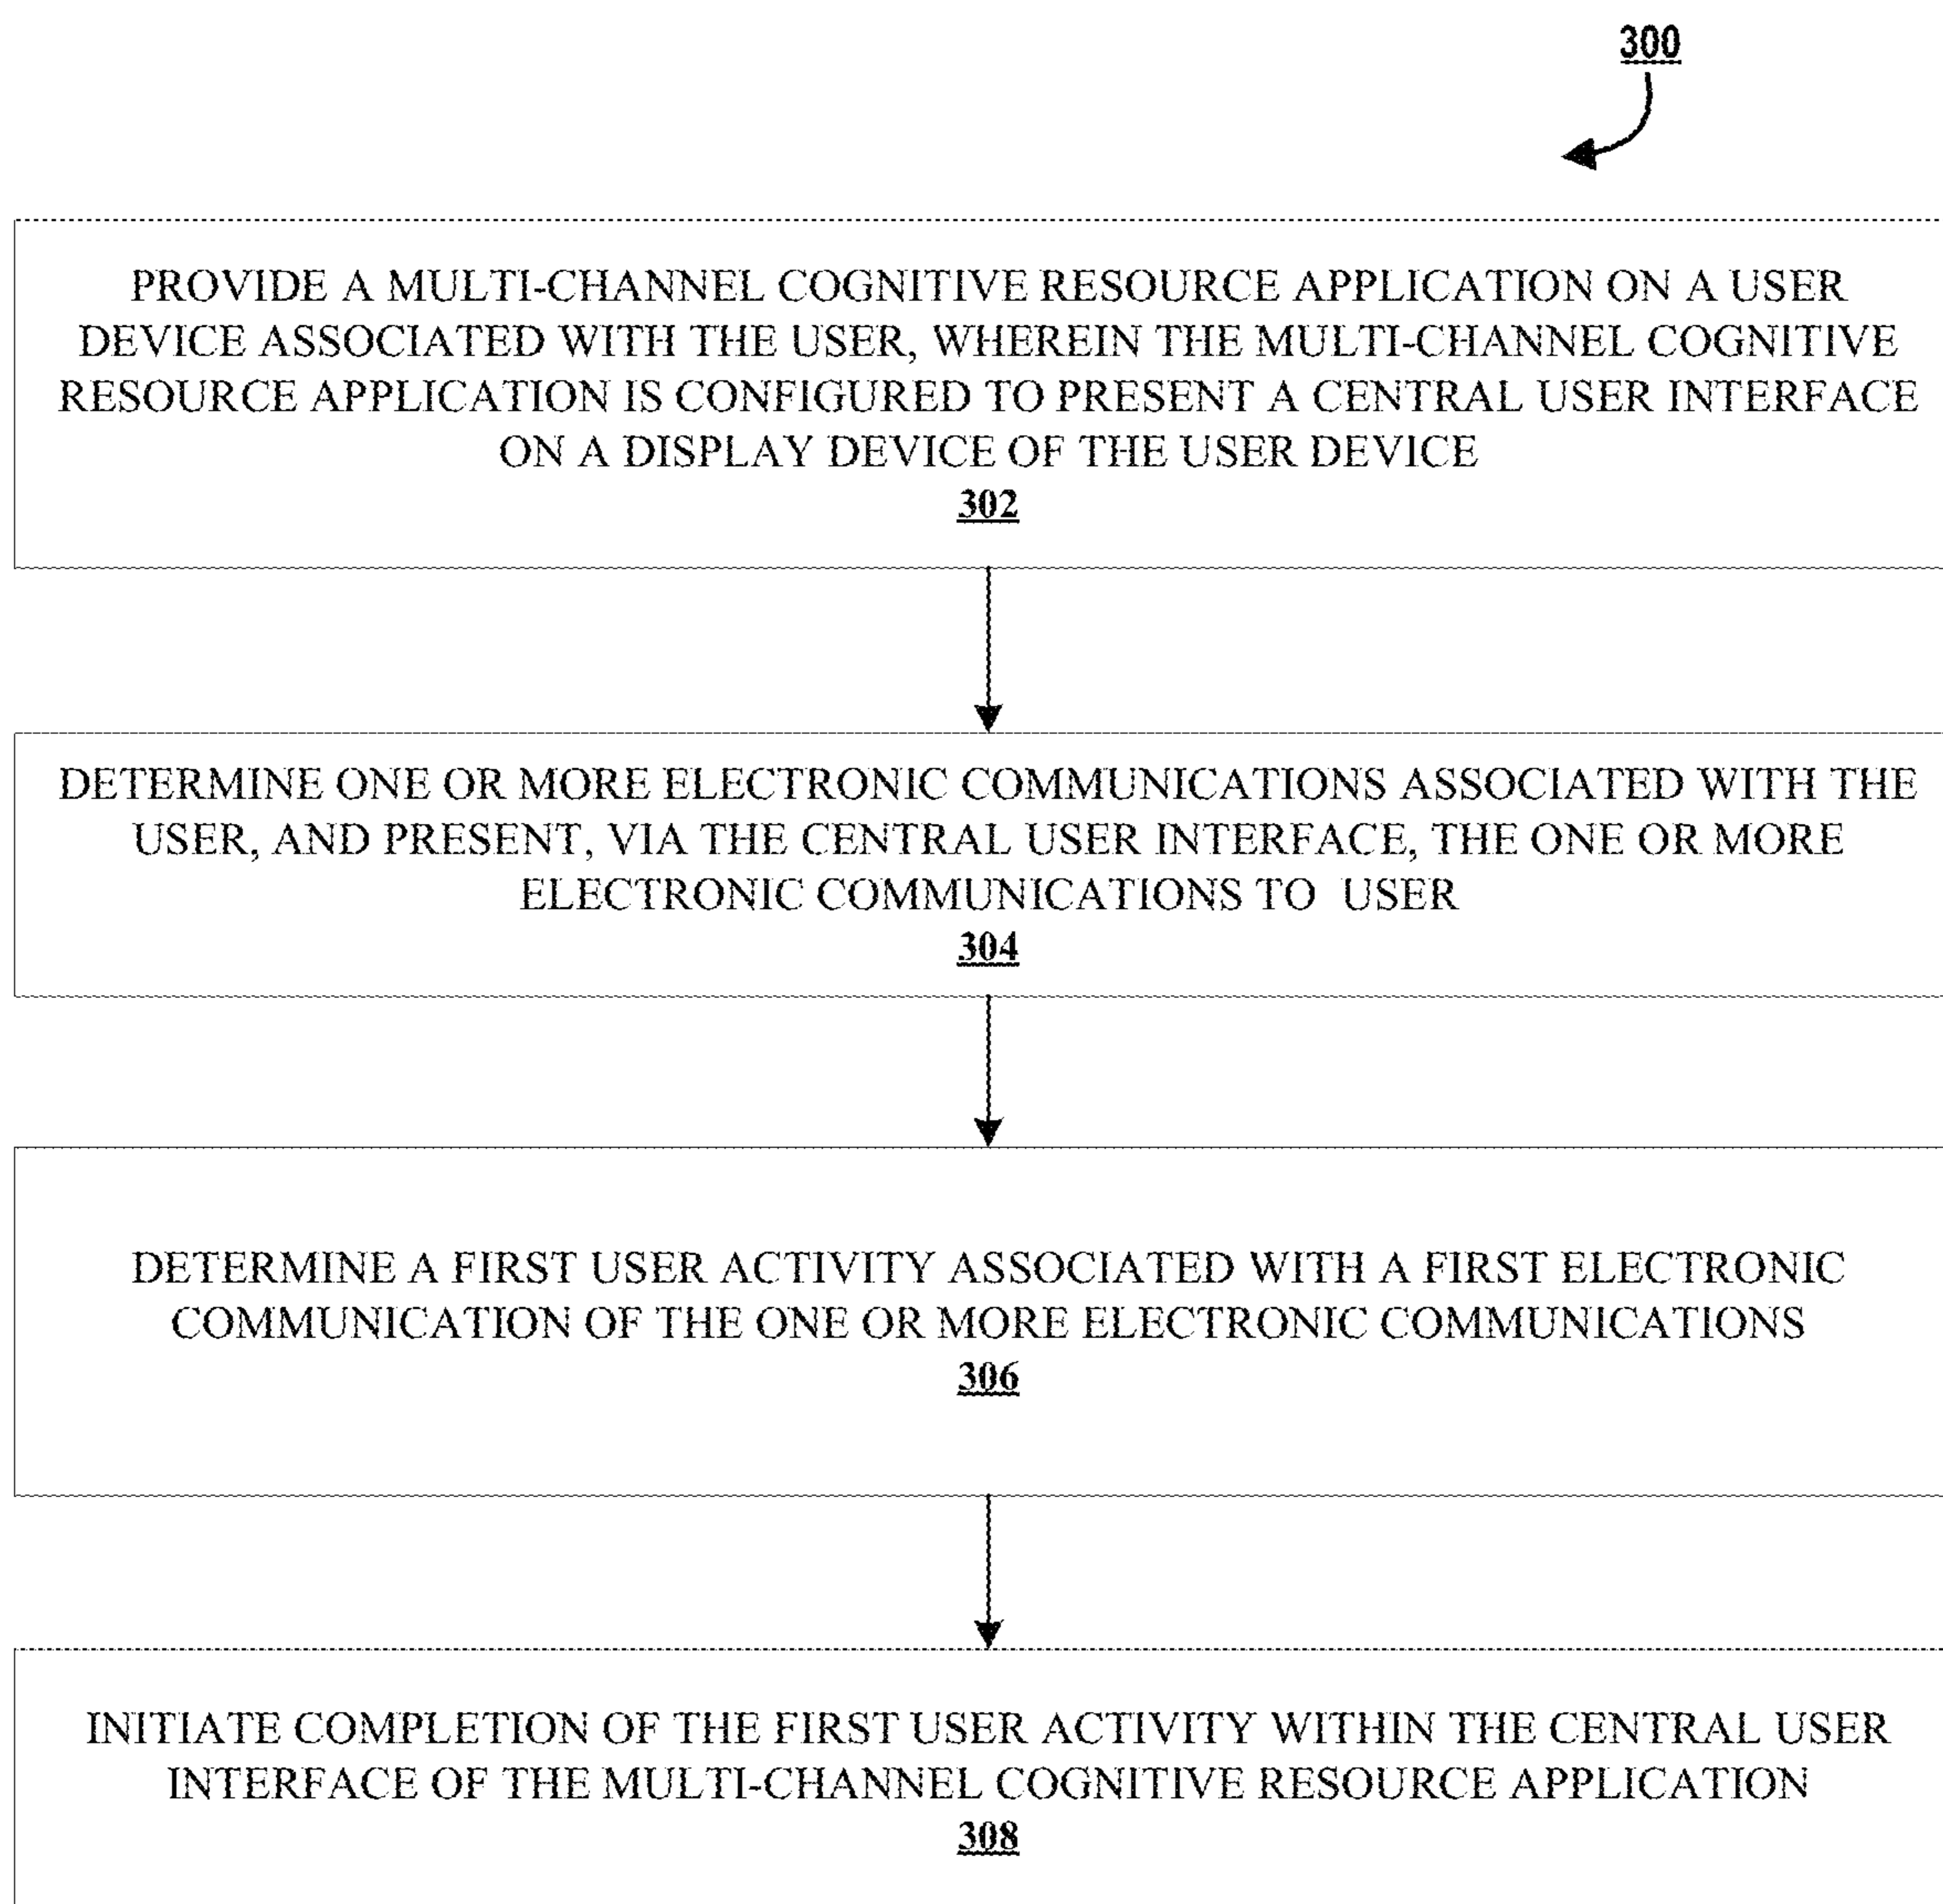 300
PROVIDE A MULTI-CHANNEL COGNITIVE RESOURCE APPLICATION ON A USER
DEVICE ASSOCIATED WITH THE USER, WHEREIN THE MULTI-CHANNEL COGNITIVE
RESOURCE APPLICATION IS CONFIGURED TO PRESENT A CENTRAL USER INTERFACE
ON A DISPLAY DEVICE OF THE USER DEVICE
302
DETERMINE ONE OR MORE ELECTRONIC COMMUNICATIONS ASSOCIATED WITH THE
USER, AND PRESENT, VIA THE CENTRAL USER INTERFACE, THE ONE OR MORE
ELECTRONIC COMMUNICATIONS TO USER
304
DETERMINE A FIRST USER ACTIVITY ASSOCIATED WITH A FIRST ELECTRONIC
COMMUNICATION OF THE ONE OR MORE ELECTRONIC COMMUNICATIONS
306
INITIATE COMPLETION OF THE FIRST USER ACTIVITY WITHIN THE CENTRAL USER
INTERFACE OF THE MULTI-CHANNEL COGNITIVE RESOURCE APPLICATION
308